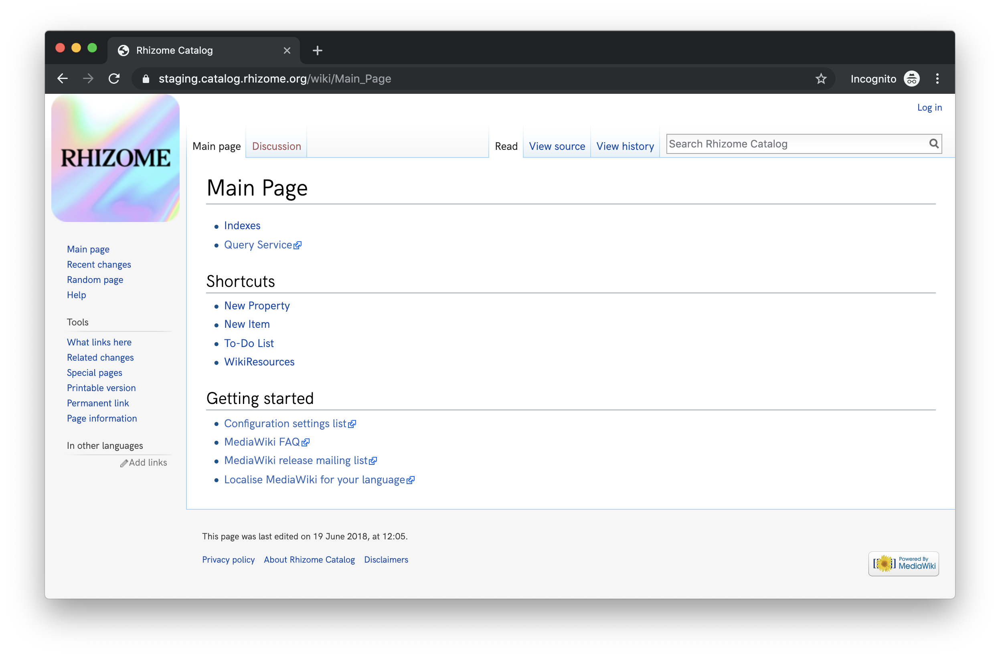 Rhizome Catalog
staging.catalog.rhizome.org/wiki/Main_Page
Incognito
RHIZOME
Log in
Main page
Discussion
Read
View source
View history
Search Rhizome Catalog
Main page
Recent changes
Random page
Help
Tools
What links here
Related changes
Special pages
Printable version
Permanent link
Page information
In other languages
Add links
Main Page
Indexes
Query Service
Shortcuts
New Property
New Item
To-Do List
WikiResources
Getting started
Configuration settings list
MediaWiki FAQ
MediaWiki release mailing list
Localise MediaWiki for your language
This page was last edited on 19 June 2018, at 12:05.
Privacy policy About Rhizome Catalog Disclaimers
Powered By
MediaWiki